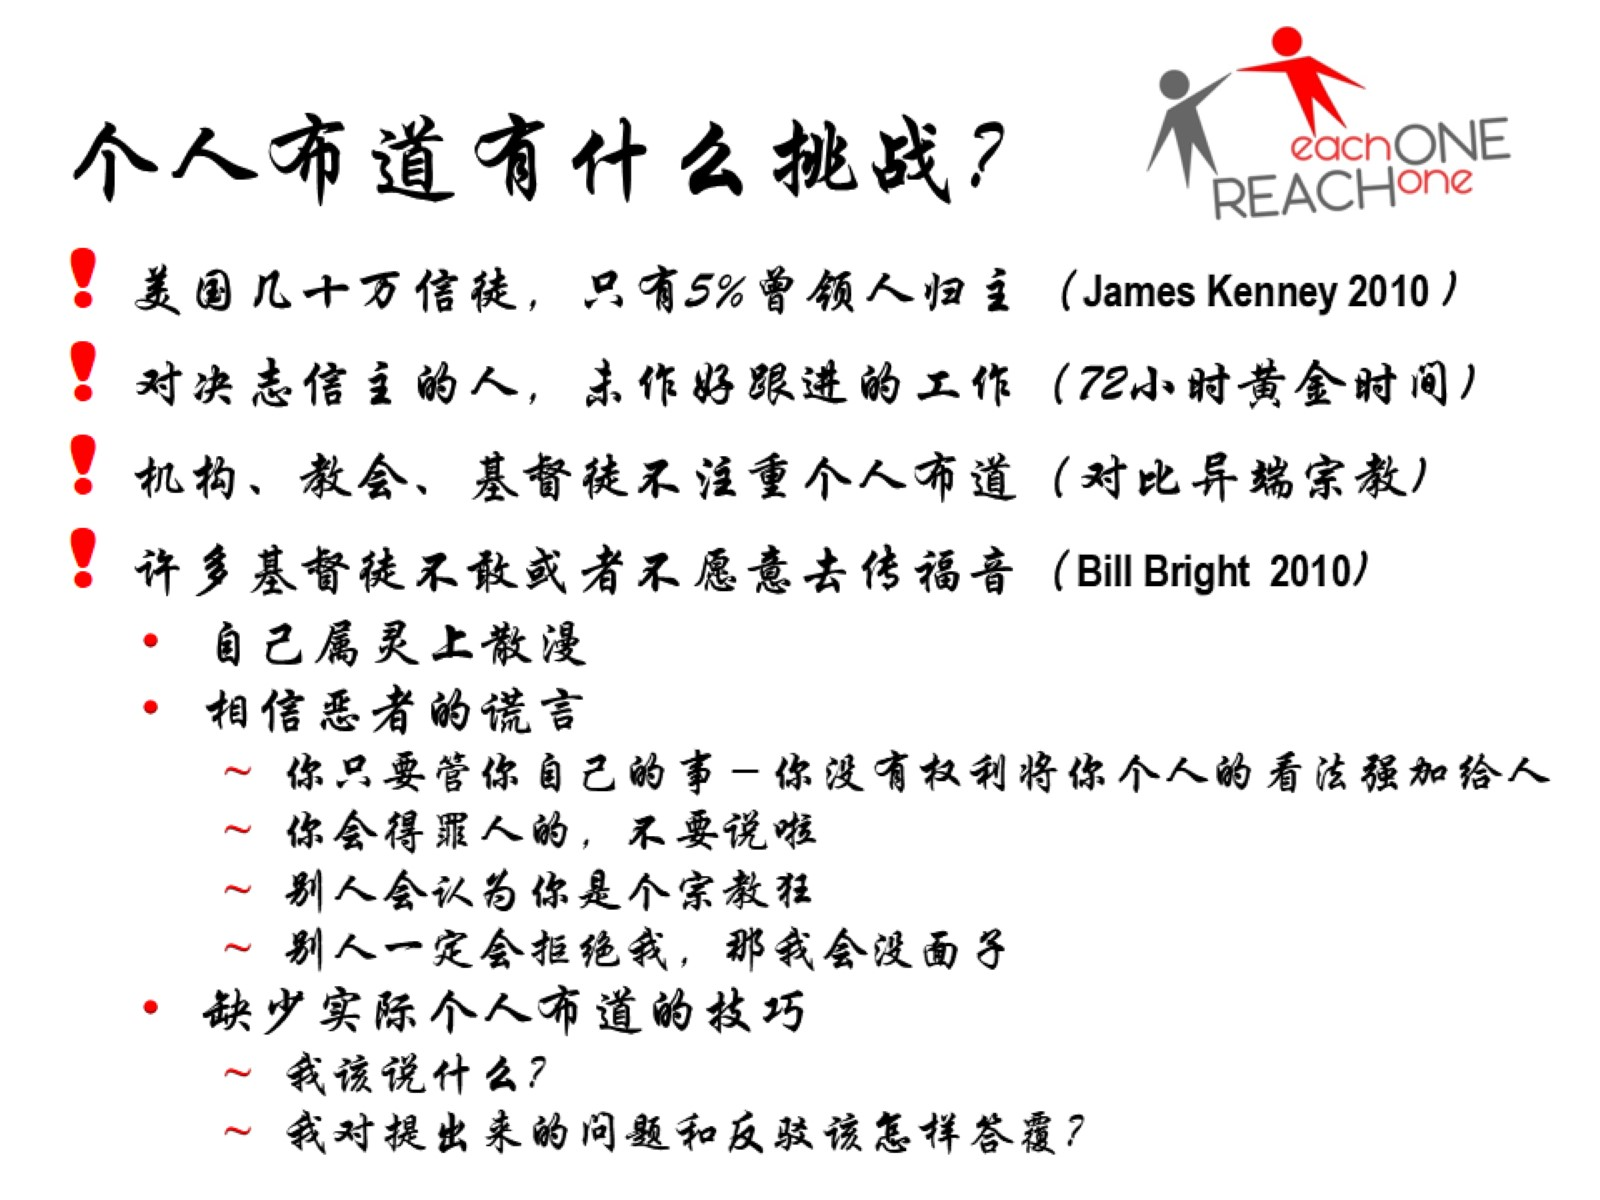 个人布道有什么挑战？
eachONE
REACHone
! 美国几十万信徒，只有5%曾领人归主（James Kenney 2010）
! 对决志信主的人，未作好跟进的工作（72小时黄金时间）
! 机构、教会、基督徒不注重个人布道（对比异端宗教）
! 许多基督徒不敢或者不愿意去传福音（Bill Bright 2010）
• 自己属灵上散漫
• 相信恶者的谎言
~ 你只要管你自己的事－你没有权利将你个人的看法强加给人
~ 你会得罪人的，不要说啦
~ 别人会认为你是个宗教狂
~ 别人一定会拒绝我，那我会没面子
• 缺少实际个人布道的技巧
~ 我该说什么？
~ 我对提出来的问题和反驳该怎样答覆？